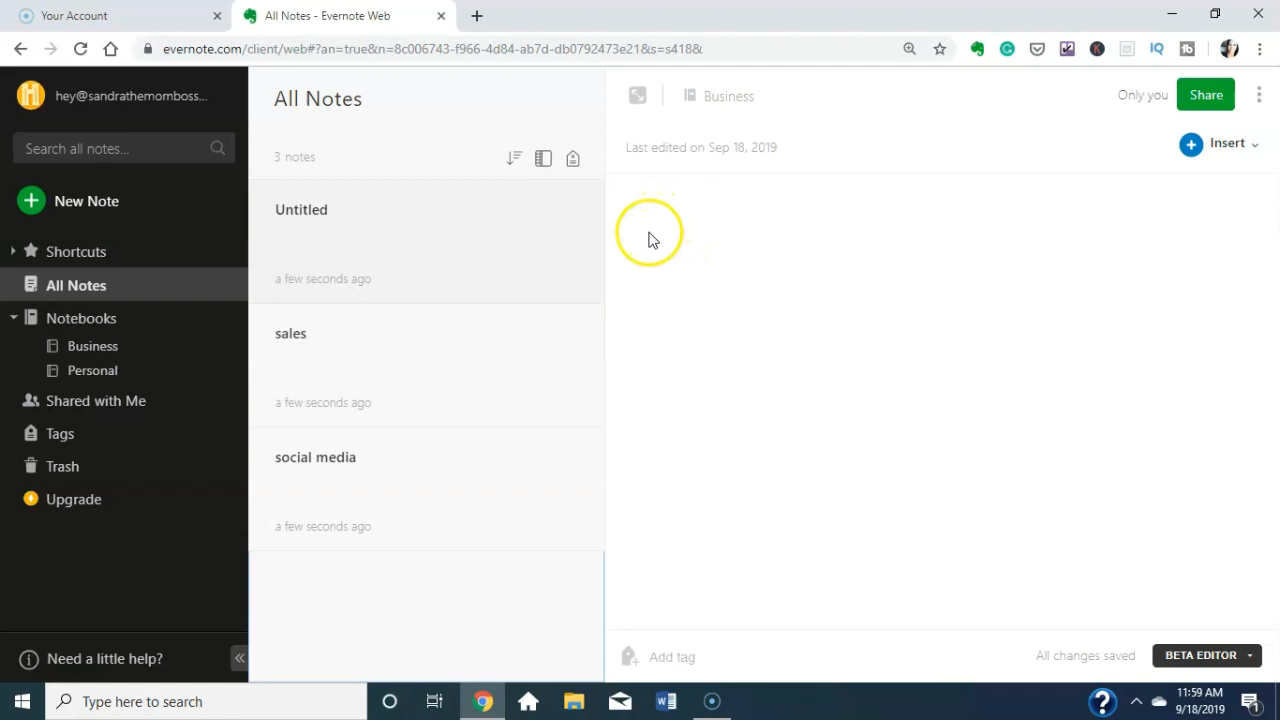 Your Account
All Notes - Evernote Web
evernote.com/client/web#?an=true&n=8c006743-f966-4d84-ab7d-db0792473e21&s=s418&
hey@sandrathemomboss...
Search all notes...
New Note
Shortcuts
All Notes
Notebooks
Business
Personal
Shared with Me
Tags
Trash
Upgrade
Need a little help?
All Notes
3 notes
Untitled
a few seconds ago
sales
a few seconds ago
social media
a few seconds ago
Business
Only you
Share
Last edited on Sep 18, 2019
Insert
Add tag
All changes saved
BETA EDITOR
Type here to search
11:59 AM
9/18/2019